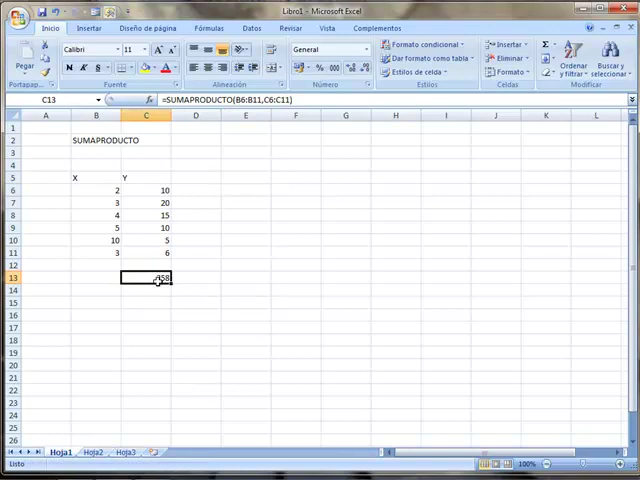 Libro1 - Microsoft Excel
Inicio Insertar Diseño de página Fórmulas Datos Revisar Vista Complementos
Pegar
Portapap...
Calibri 11
N K S
Fuente
Alineación
General
% 000
Número
Formato condicional
Dar formato como tabla
Estilos de celda
Estilos
Insertar
Eliminar
Formato
Celdas
Σ
Ordenar y filtrar
Buscar y seleccionar
Modificar
C13 fx =SUMAPRODUCTO(B6:B11,C6:C11)
A B C D E F G H I J K L
1
2 SUMAPRODUCTO
3
4
5 X Y
6 2 10
7 3 20
8 4 15
9 5 10
10 10 5
11 3 6
12
13
14
15
16
17
18
19
20
21
22
23
24
25
26
Hoja1 Hoja2 Hoja3
Listo 100%